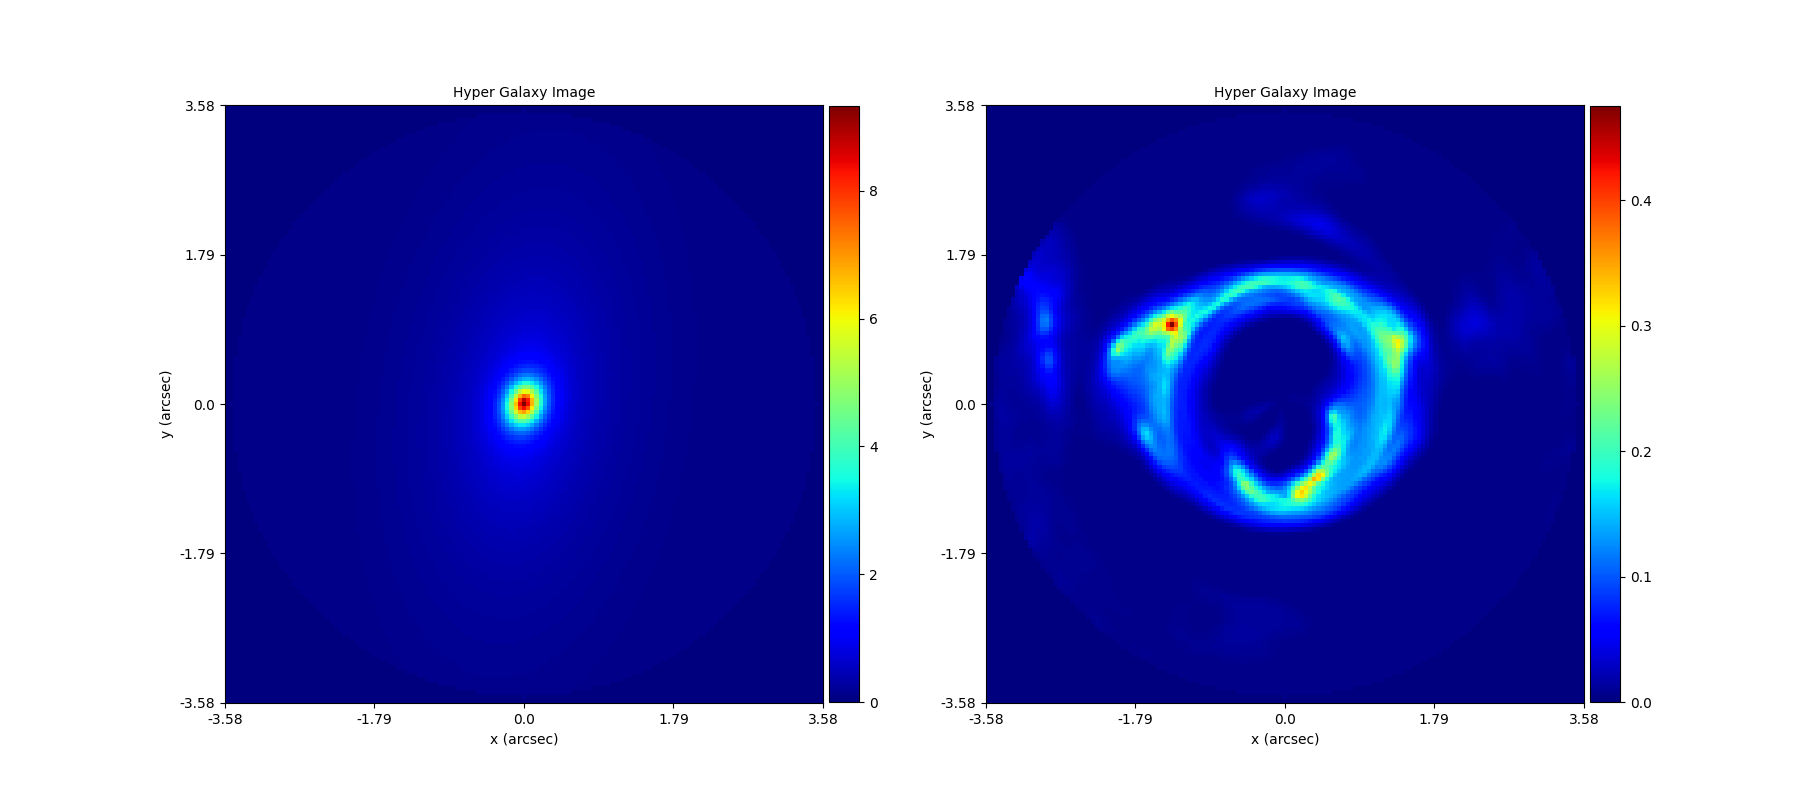 Hyper Galaxy Image
3.58
1.79
0.0
-1.79
-3.58
y (arcsec)
-3.58 -1.79 0.0 1.79 3.58
x (arcsec)
8
6
4
2
0
Hyper Galaxy Image
3.58
1.79
0.0
-1.79
-3.58
y (arcsec)
-3.58 -1.79 0.0 1.79 3.58
x (arcsec)
0.4
0.3
0.2
0.1
0.0